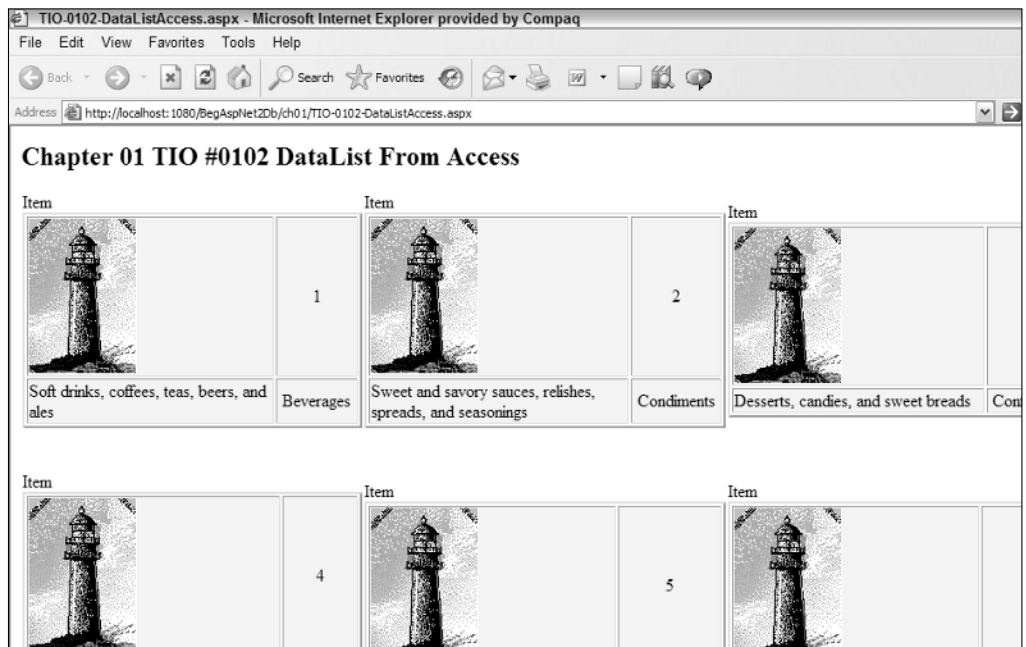 TIO-0102-DataListAccess.aspx - Microsoft Internet Explorer provided by Compaq
File Edit View Favorites Tools Help
Back Search Favorites
Address http://localhost:1080/BegAspNet2Db/ch01/TIO-0102-DataListAccess.aspx
Chapter 01 TIO #0102 DataList From Access
Item Item Item
1 2
Soft drinks, coffees, teas, beers, and ales
Beverages
Sweet and savory sauces, relishes, spreads, and seasonings
Condiments
Desserts, candies, and sweet breads
Item Item Item
4 5